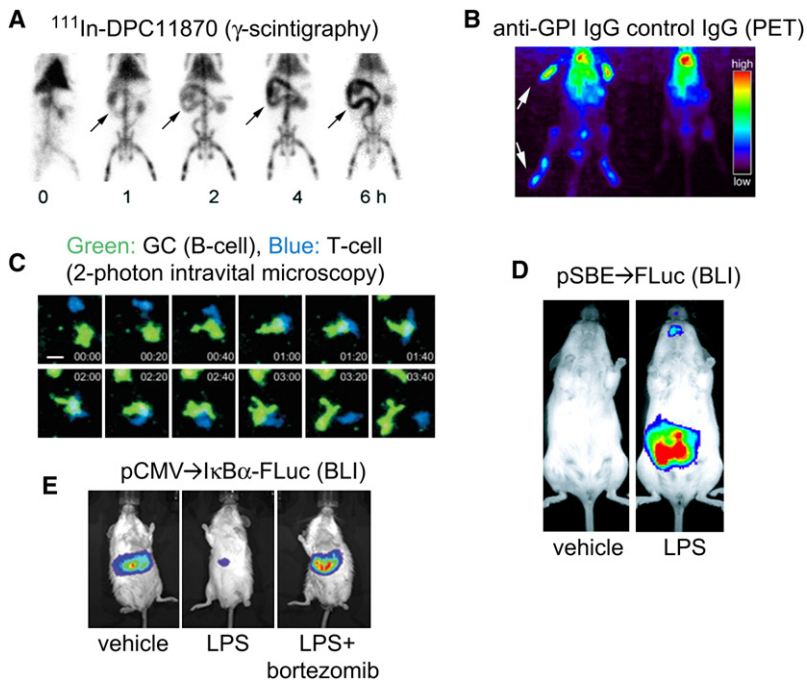 A
¹¹¹In-DPC11870 (γ-scintigraphy)
0 1 2 4 6 h
B
anti-GPI IgG control IgG (PET)
high
low
C
Green: GC (B-cell), Blue: T-cell
(2-photon intravital microscopy)
00:00 00:20 00:40 01:00 01:20 01:40
02:00 02:20 02:40 03:00 03:20 03:40
D
pSBE→FLuc (BLI)
vehicle LPS
E
pCMV→IκBα-FLuc (BLI)
vehicle LPS LPS+
bortezomib